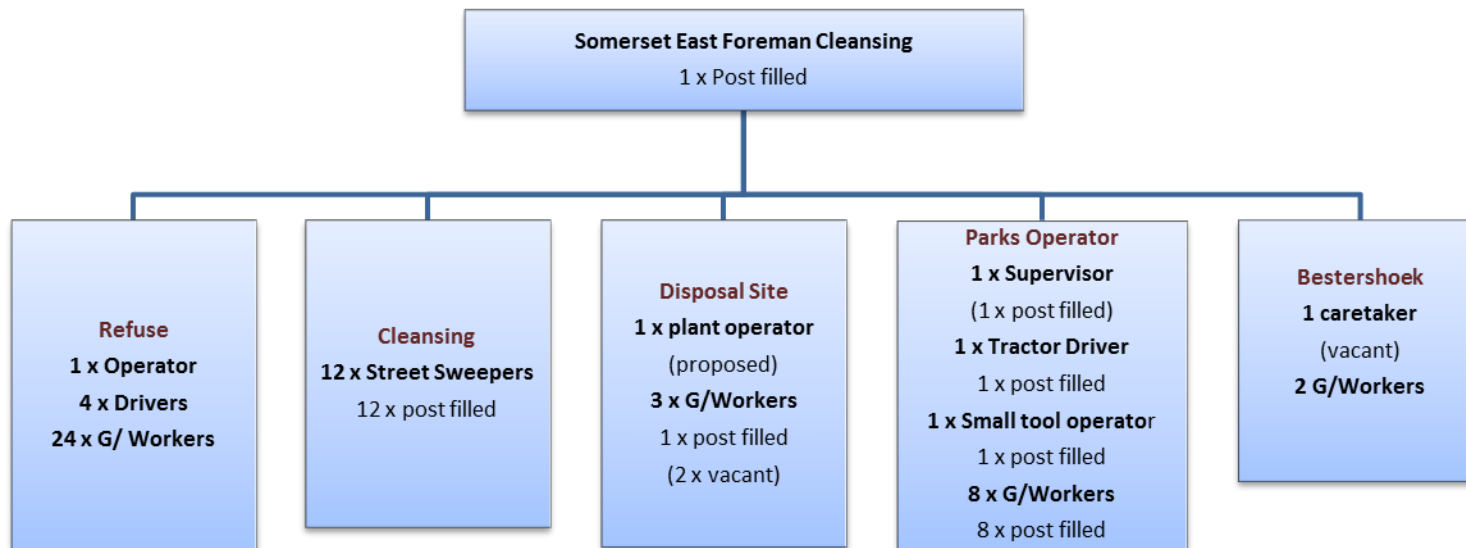 Somerset East Foreman Cleansing
1 x Post filled
Refuse
1 x Operator
4 x Drivers
24 x G/ Workers
Cleansing
12 x Street Sweepers
12 x post filled
Disposal Site
1 x plant operator
(proposed)
3 x G/Workers
1 x post filled
(2 x vacant)
Parks Operator
1 x Supervisor
(1 x post filled)
1 x Tractor Driver
1 x post filled
1 x Small tool operator
1 x post filled
8 x G/Workers
8 x post filled
Bestershoek
1 caretaker
(vacant)
2 G/Workers